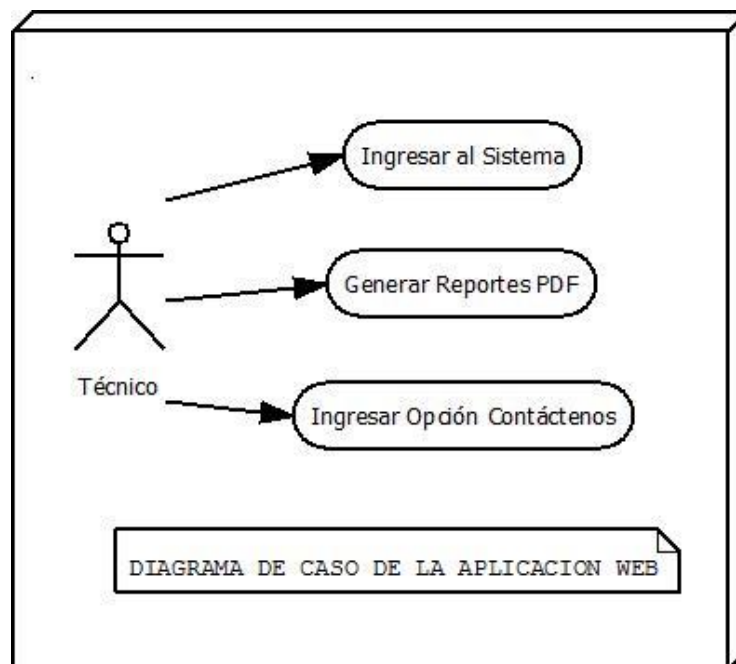 Ingresar al Sistema
Generar Reportes PDF
Técnico
Ingresar Opción Contáctenos
DIAGRAMA DE CASO DE LA APLICACION WEB